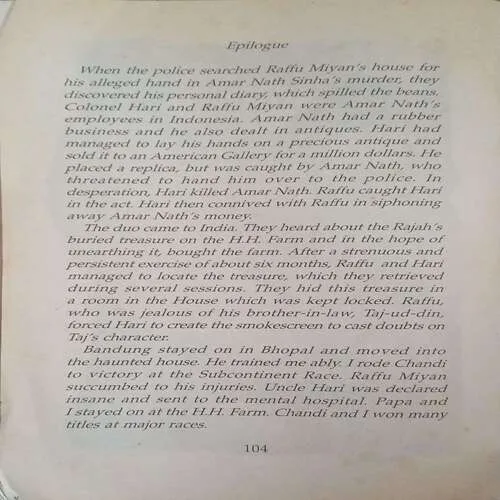 Epilogue
When the police searched Raffu Miyan's house for
his alleged hand in Amar Nath Sinha's murder, they
discovered his personal diary, which spilled the beans,
Colonel Hari and Raffu Miyan were Amar Nath's
employees in Indonesia. Amar Nath had a rubber
business and he also dealt in antiques. Hari had
managed to lay his hands on a precious antique and
sold it to an American Gallery for a million dollars. He
placed a replica, but was caught by Amar Nath, who
threatened to hand him over to the police. In
desperation, Hari killed Amar Nath. Raffu caught Hari
in the act. Hari then connived with Raffu in siphoning
away Amar Nath's money.
The duo came to India. They heard about the Rajah's
buried treasure on the H.H. Farm and in the hope of
unearthing it, bought the farm. After a strenuous and
persistent exercise of about six months, Raffu and Hari
managed to locate the treasure, which they retrieved
during several sessions. They hid this treasure in
a room in the House which was kept locked. Raffu,
who was jealous of his brother-in-law, Taj-ud-din,
forced Hari to create the smokescreen to cast doubts on
Taj's character.
Bandung stayed on in Bhopal and moved into
the haunted house. He trained me ably. I rode Chandi
to victory at the Subcontinent Race. Raffu Miyan
succumbed to his injuries. Uncle Hari was declared
insane and sent to the mental hospital. Papa and
I stayed on at the H.H. Farm. Chandi and I won many
titles at major races.
104